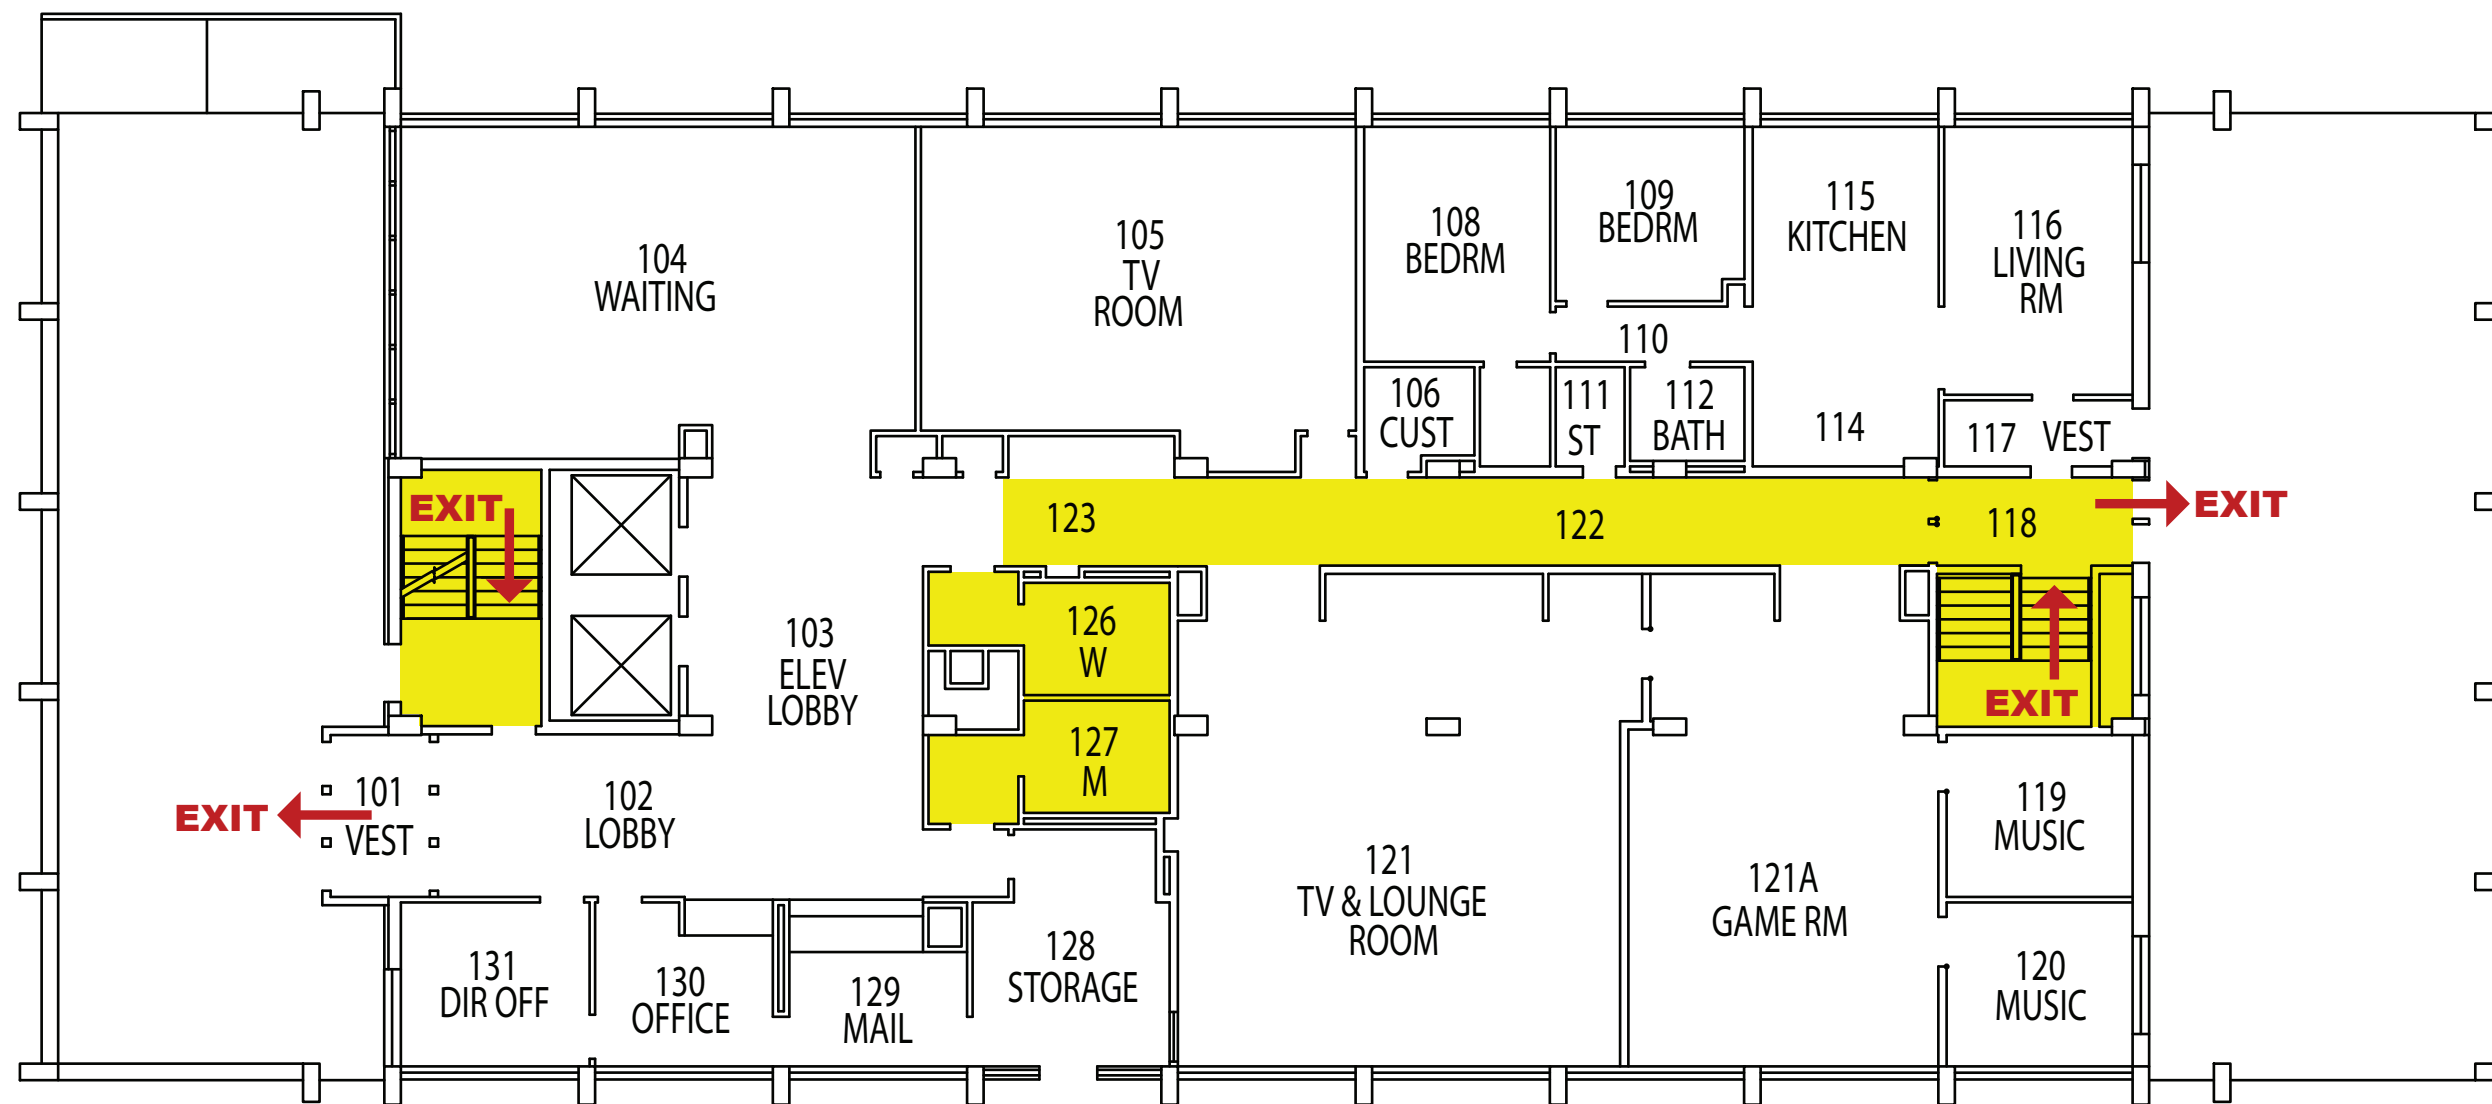 104
WAITING
105
TV
ROOM
108
BEDRM
109
BEDRM
115
KITCHEN
116
LIVING
RM
110
106
CUST
111
ST
112
BATH
114
117
VEST
EXIT
123
122
118
EXIT
103
ELEV
LOBBY
126
W
127
M
EXIT
EXIT
101
VEST
102
LOBBY
121
TV & LOUNGE
ROOM
121A
GAME RM
119
MUSIC
120
MUSIC
131
DIR OFF
130
OFFICE
129
MAIL
128
STORAGE